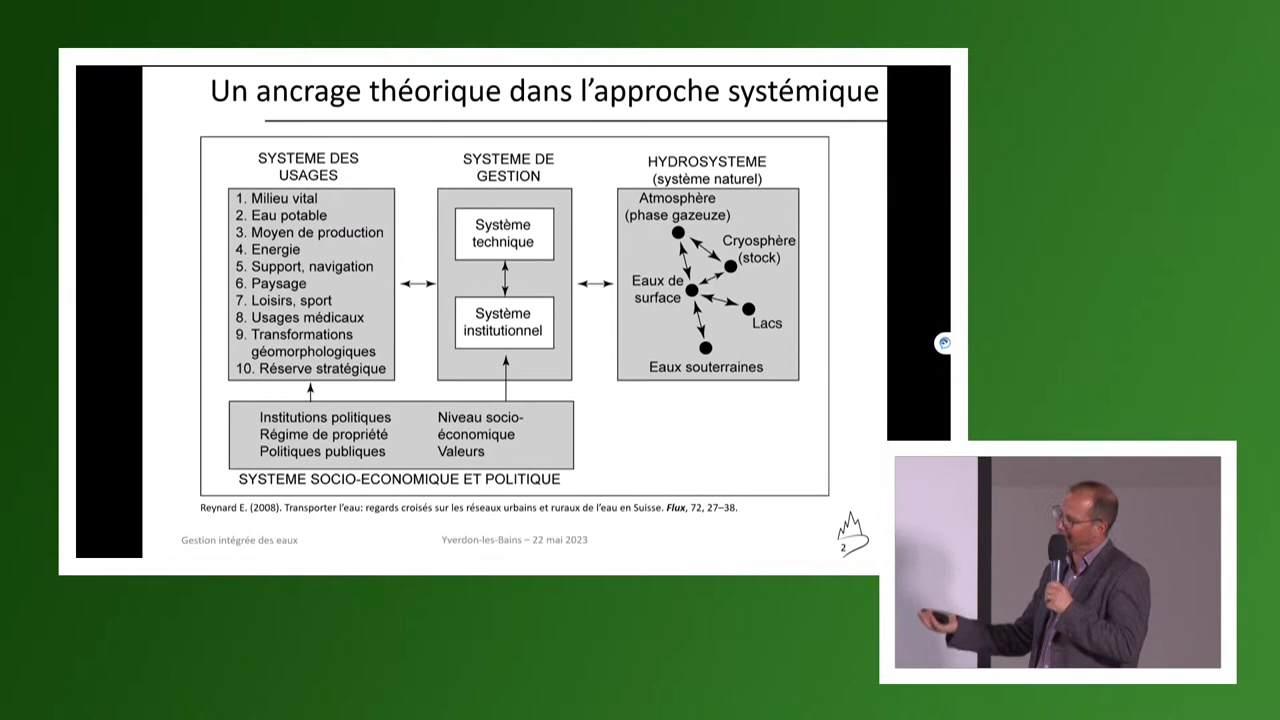 Un ancrage théorique dans l’approche systémique
SYSTEME DES
USAGES
1. Milieu vital
2. Eau potable
3. Moyen de production
4. Energie
5. Support, navigation
6. Paysage
7. Loisirs, sport
8. Usages médicaux
9. Transformations
géomorphologiques
10. Réserve stratégique
SYSTEME DE
GESTION
Système
technique
Système
institutionnel
HYDROSYSTEME
(système naturel)
Atmosphère
(phase gazeuze)
Cryosphère
(stock)
Eaux de
surface
Lacs
Eaux souterraines
Institutions politiques
Régime de propriété
Politiques publiques
Niveau socio-
économique
Valeurs
SYSTEME SOCIO-ECONOMIQUE ET POLITIQUE
Reynard E. (2008). Transporter l’eau: regards croisés sur les réseaux urbains et ruraux de l’eau en Suisse. Flux, 72, 27–38.
Gestion intégrée des eaux
Yverdon-les-Bains – 22 mai 2023
2